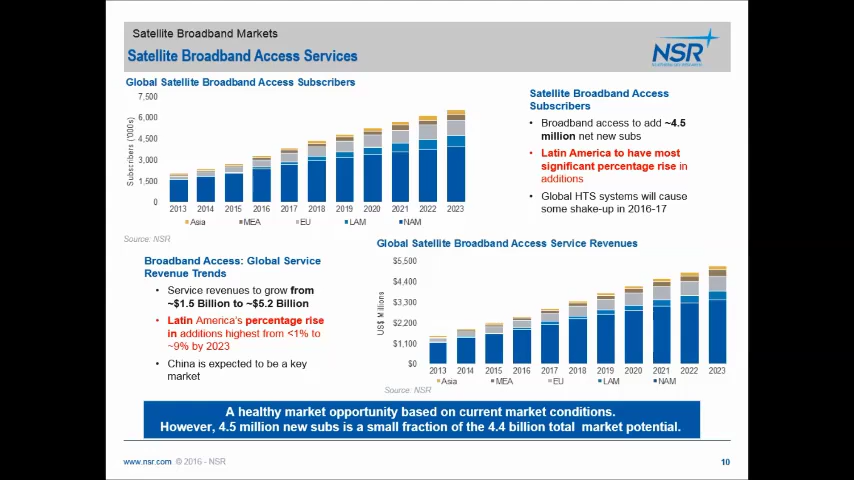 Satellite Broadband Markets
Satellite Broadband Access Services
NSR
Global Satellite Broadband Access Subscribers
7,500
6,000
4,500
3,000
1,500
0
Subscribers ('000s)
2013 2014 2015 2016 2017 2018 2019 2020 2021 2022 2023
Asia MEA EU LAM NAM
Source: NSR
Satellite Broadband Access
Subscribers
• Broadband access to add ~4.5
million net new subs
• Latin America to have most
significant percentage rise in
additions
• Global HTS systems will cause
some shake-up in 2016-17
Broadband Access: Global Service
Revenue Trends
• Service revenues to grow from
~$1.5 Billion to ~$5.2 Billion
• Latin America's percentage rise
in additions highest from <1% to
~9% by 2023
• China is expected to be a key
market
Global Satellite Broadband Access Service Revenues
$5,500
$4,400
$3,300
$2,200
$1,100
$0
US$ Millions
2013 2014 2015 2016 2017 2018 2019 2020 2021 2022 2023
Asia MEA EU LAM NAM
Source: NSR
A healthy market opportunity based on current market conditions.
However, 4.5 million new subs is a small fraction of the 4.4 billion total market potential.
www.nsr.com © 2016 - NSR
10